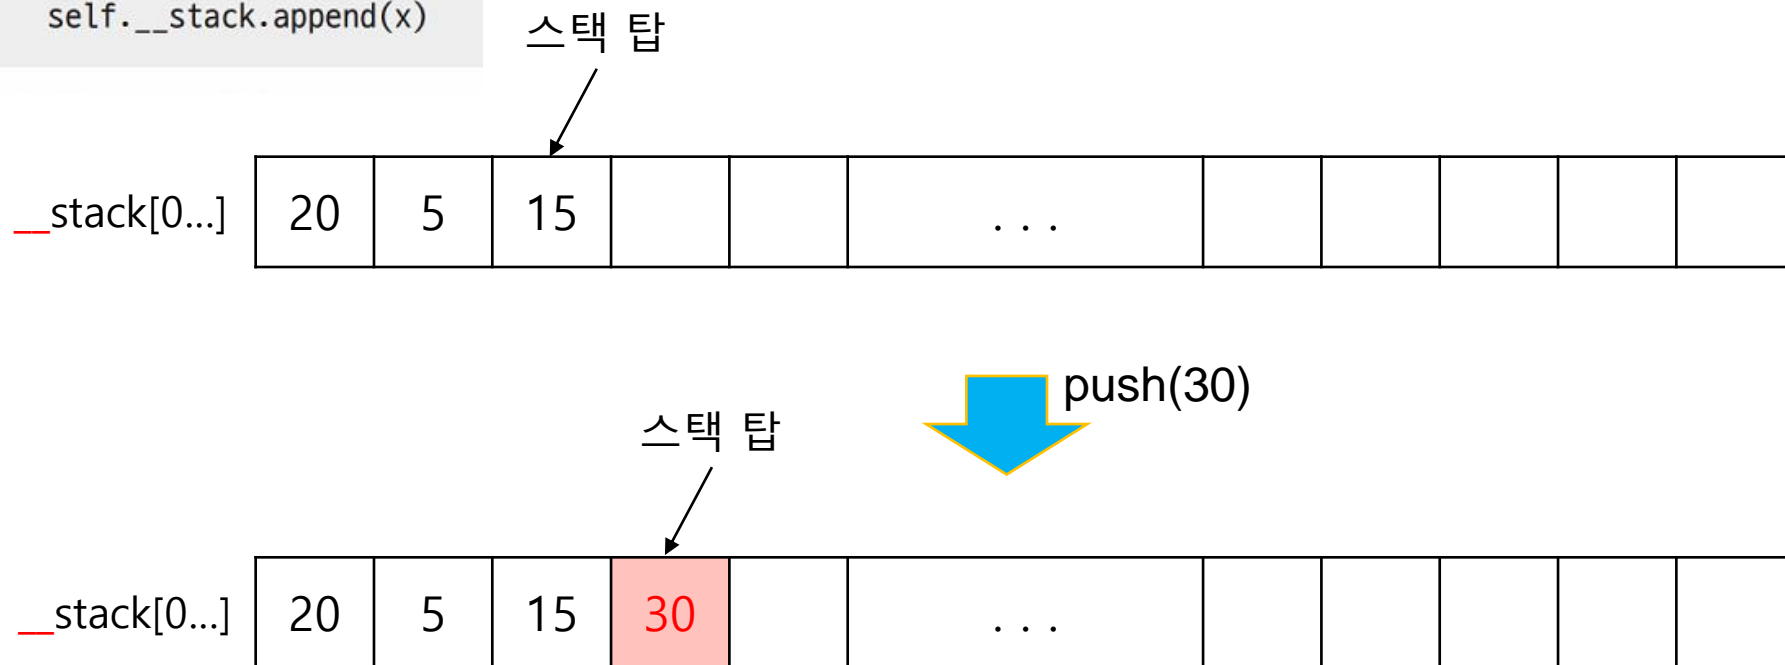 self.__stack.append(x)
스택 탑
__stack[0...] 20 5 15 . . .
push(30)
스택 탑
__stack[0...] 20 5 15 30 . . .